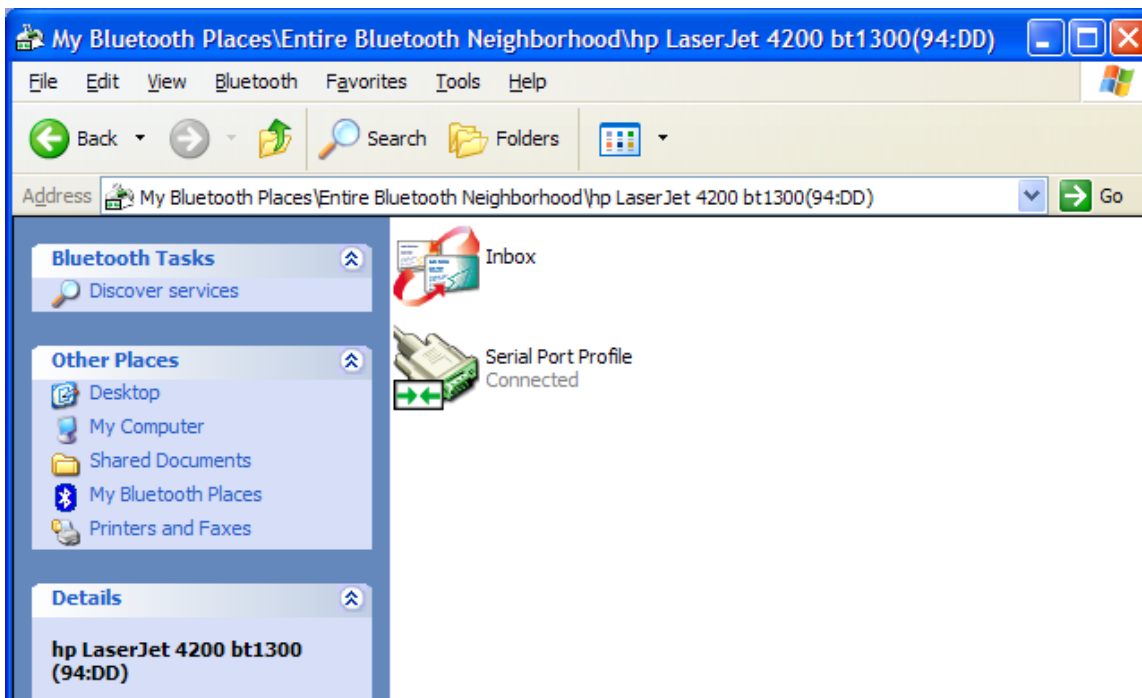 My Bluetooth Places\Entire Bluetooth Neighborhood\hp LaserJet 4200 bt1300(94:DD)
File Edit View Bluetooth Favorites Tools Help
Back Search Folders
Address My Bluetooth Places\Entire Bluetooth Neighborhood\hp LaserJet 4200 bt1300(94:DD) Go
Bluetooth Tasks
Discover services
Other Places
Desktop
My Computer
Shared Documents
My Bluetooth Places
Printers and Faxes
Details
hp LaserJet 4200 bt1300
(94:DD)
Inbox
Serial Port Profile
Connected